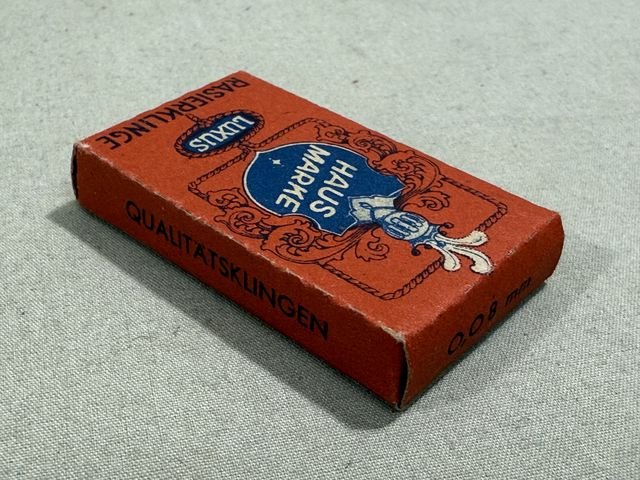 HAUS
MARKE
LUXUS
RASIERKLINGE
QUALITÄTSKLINGEN
0,08 mm